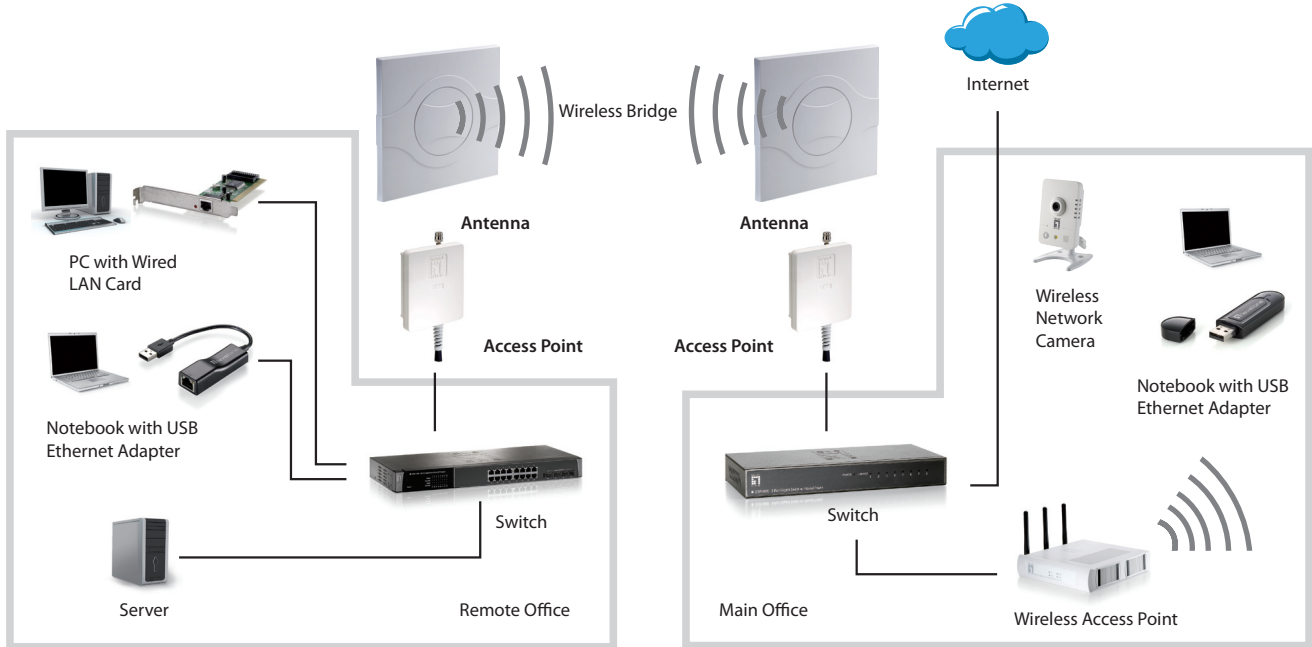 Internet
Wireless Bridge
Antenna
Antenna
PC with Wired
LAN Card
Access Point
Access Point
Wireless
Network
Camera
Notebook with USB
Ethernet Adapter
Notebook with USB
Ethernet Adapter
Switch
Switch
Server
Remote Office
Main Office
Wireless Access Point